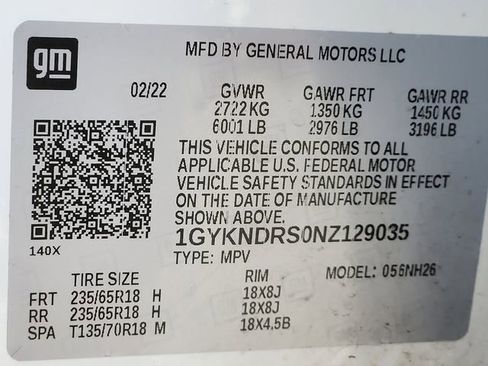 gm
MFD BY GENERAL MOTORS LLC
02/22 GVWR GAWR FRT GAWR RR
2722 KG 1350 KG 1450 KG
6001 LB 2976 LB 3196 LB
THIS VEHICLE CONFORMS TO ALL
APPLICABLE U.S. FEDERAL MOTOR
VEHICLE SAFETY STANDARDS IN EFFECT
ON THE DATE OF MANUFACTURE
SHOWN ABOVE.
1GYKNDRS0NZ129035
140X
TYPE: MPV
TIRE SIZE RIM MODEL: 056NH26
FRT 235/65R18 H 18X8J
RR 235/65R18 H 18X8J
SPA T135/70R18 M 18X4.5B